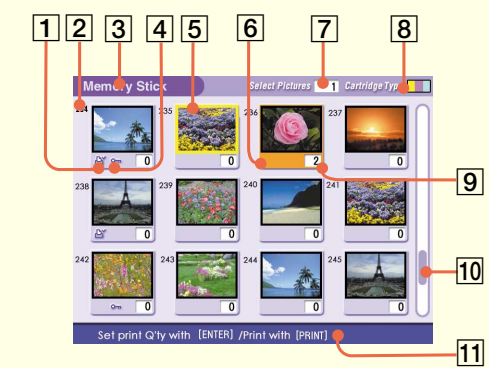 1 2 3 4 5 6 7 8
Memory Stick Select Pictures 1 Cartridge Type
234 235 236 237
0 0 2 0
9
238 239 240 241
0 0 0 0
10
242 243 244 245
0 0 0 0
Set print Q'ty with [ENTER] /Print with [PRINT]
11